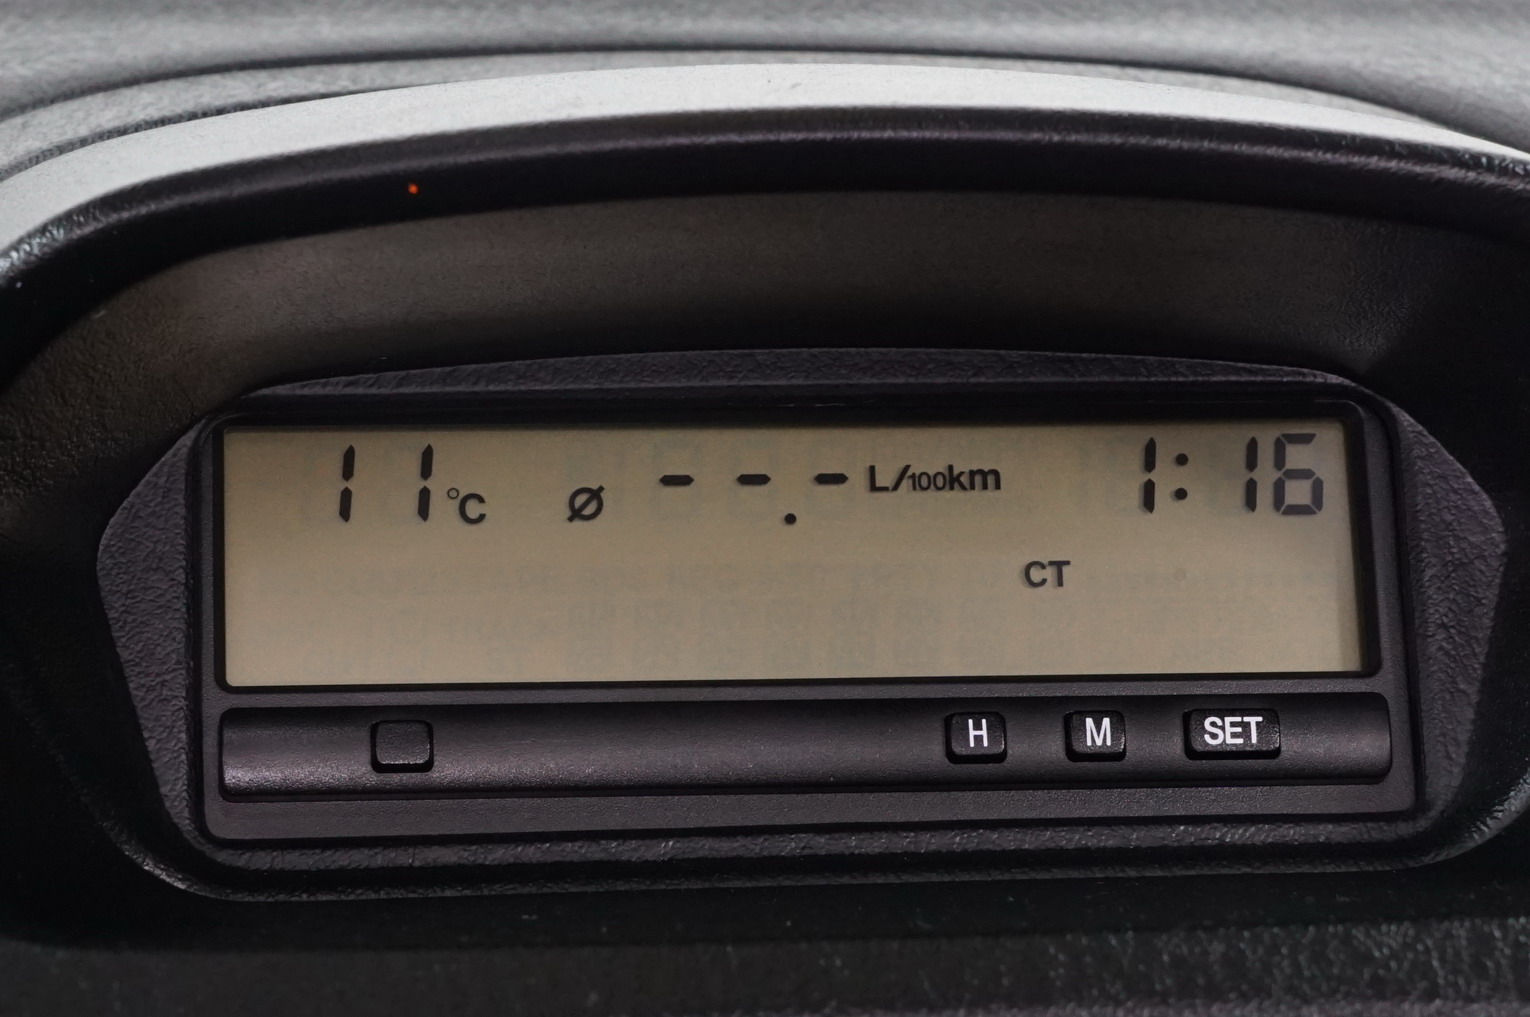 11°C Ø --.- L/100km 1:16
CT
H M SET